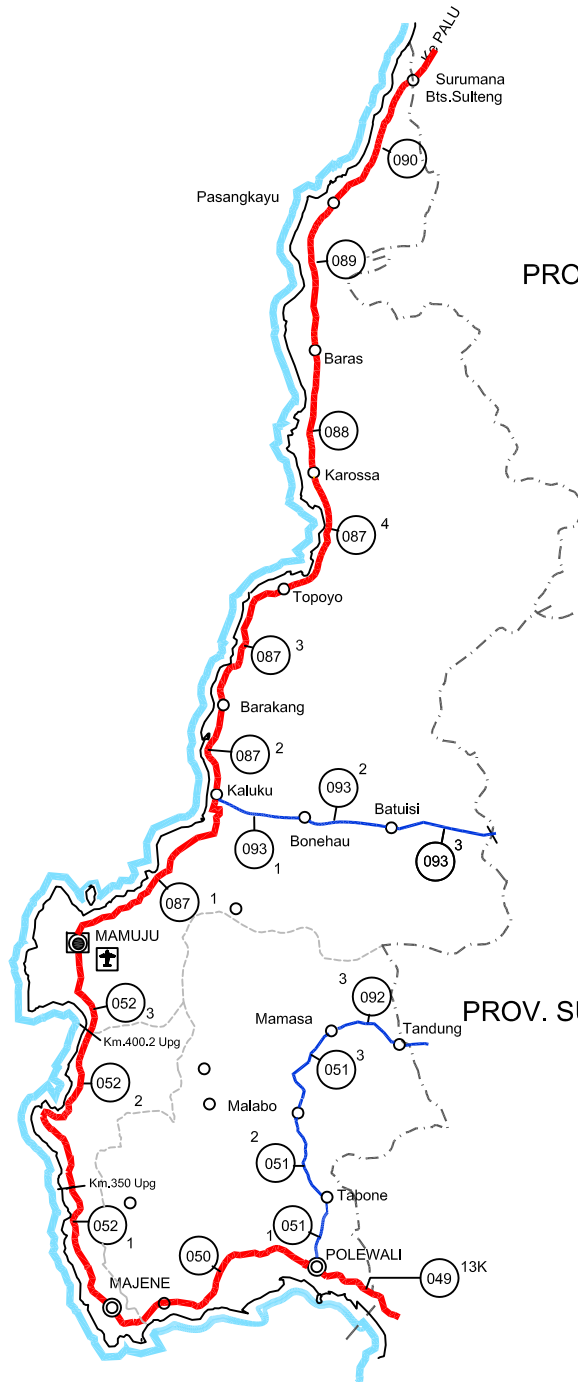 Ke PALU
Surumana
Bts.Sulteng
090
Pasangkayu
089
PRO
Baras
088
Karossa
087 4
Topoyo
087 3
Barakang
087 2
Kaluku
093 2
Batuisi
Bonehau
093 1
093 3
087 1
MAMUJU
052 3
092 3
PROV. SU
Mamasa
Tandung
Km.400.2 Upg
051 3
052 2
Malabo
051 2
Km.350 Upg
Tabone
052 1
051 1
050
POLEWALI
MAJENE
049 13K